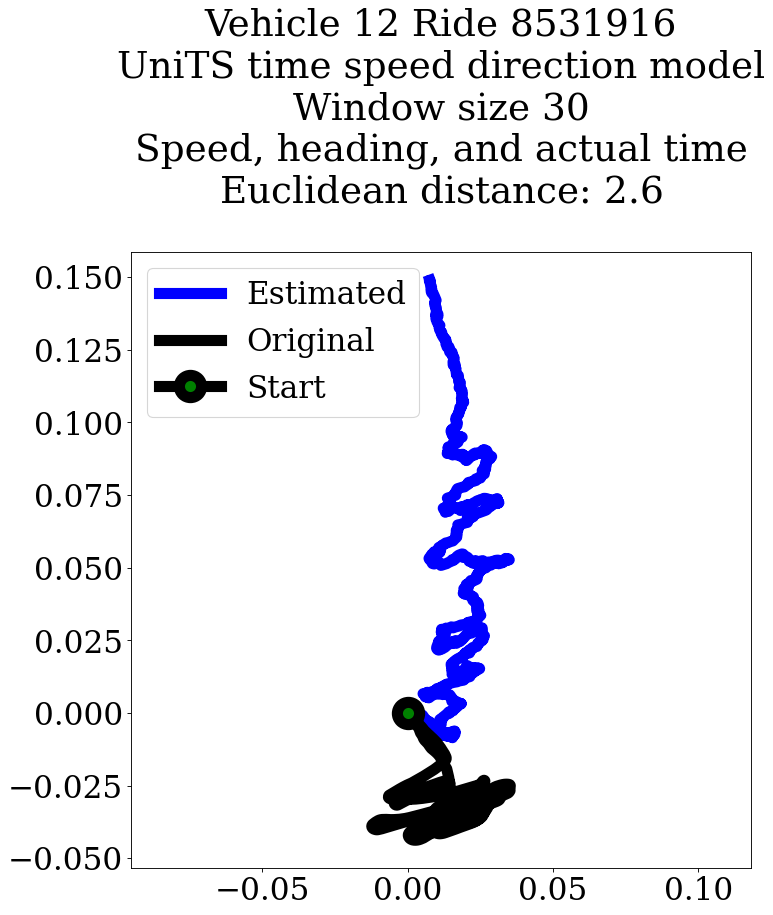 Vehicle 12 Ride 8531916
UniTS time speed direction model
Window size 30
Speed, heading, and actual time
Euclidean distance: 2.6
0.150
0.125
0.100
0.075
0.050
0.025
0.000
−0.025
−0.050
Estimated
Original
Start
−0.05
0.00
0.05
0.10